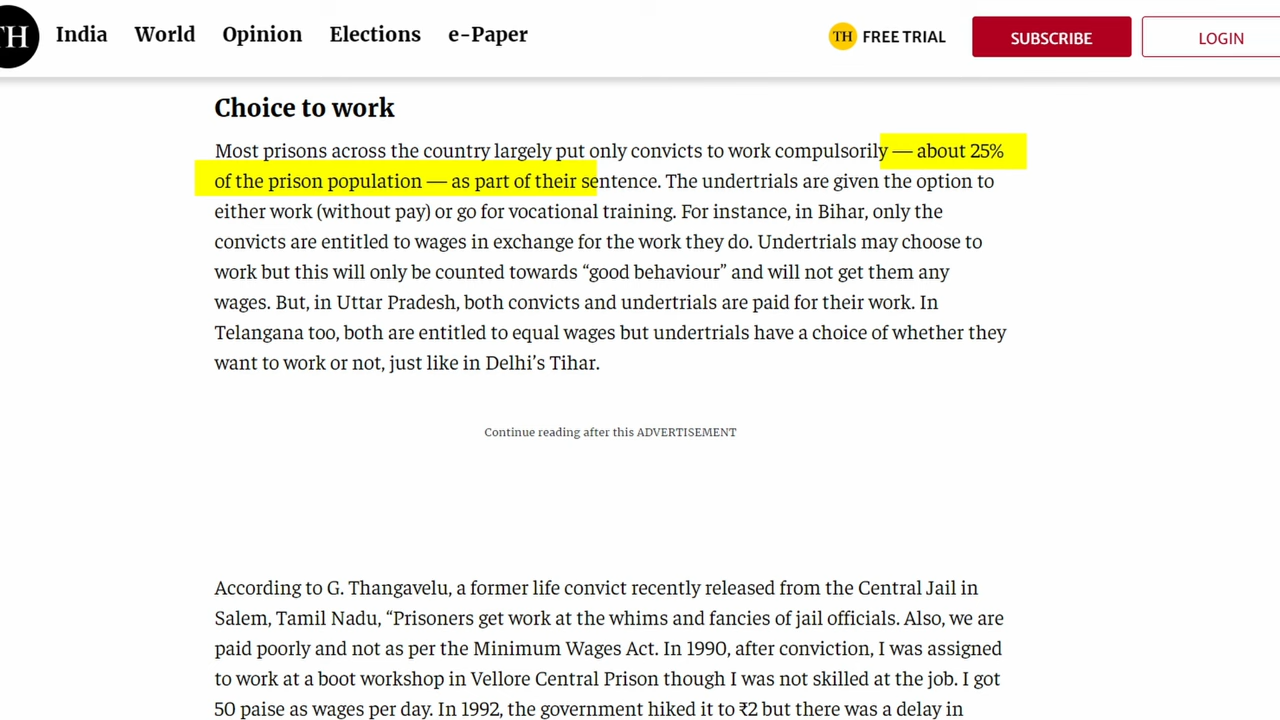 TH India World Opinion Elections e-Paper TH FREE TRIAL SUBSCRIBE LOGIN
Choice to work
Most prisons across the country largely put only convicts to work compulsorily — about 25%
of the prison population — as part of their sentence. The undertrials are given the option to
either work (without pay) or go for vocational training. For instance, in Bihar, only the
convicts are entitled to wages in exchange for the work they do. Undertrials may choose to
work but this will only be counted towards “good behaviour” and will not get them any
wages. But, in Uttar Pradesh, both convicts and undertrials are paid for their work. In
Telangana too, both are entitled to equal wages but undertrials have a choice of whether they
want to work or not, just like in Delhi’s Tihar.
Continue reading after this ADVERTISEMENT
According to G. Thangavelu, a former life convict recently released from the Central Jail in
Salem, Tamil Nadu, “Prisoners get work at the whims and fancies of jail officials. Also, we are
paid poorly and not as per the Minimum Wages Act. In 1990, after conviction, I was assigned
to work at a boot workshop in Vellore Central Prison though I was not skilled at the job. I got
50 paise as wages per day. In 1992, the government hiked it to ₹2 but there was a delay in